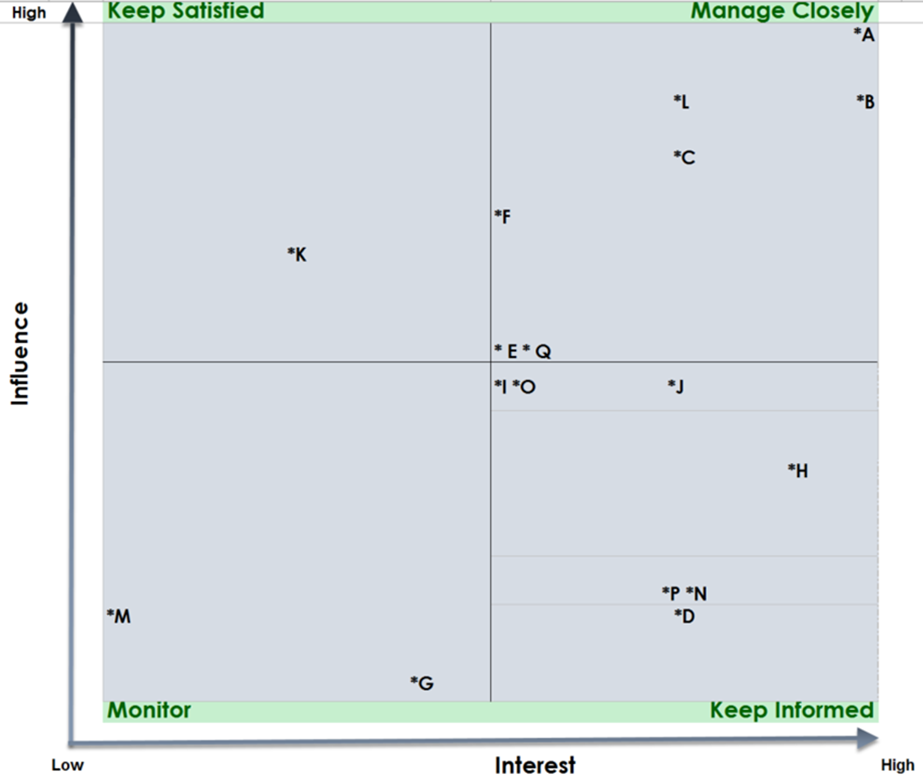 High
Keep Satisfied
Manage Closely
*A
*L
*B
*C
*F
*K
* E * Q
Influence
*I *O
*J
*H
*P *N
*M
*D
*G
Monitor
Keep Informed
Low
Interest
High